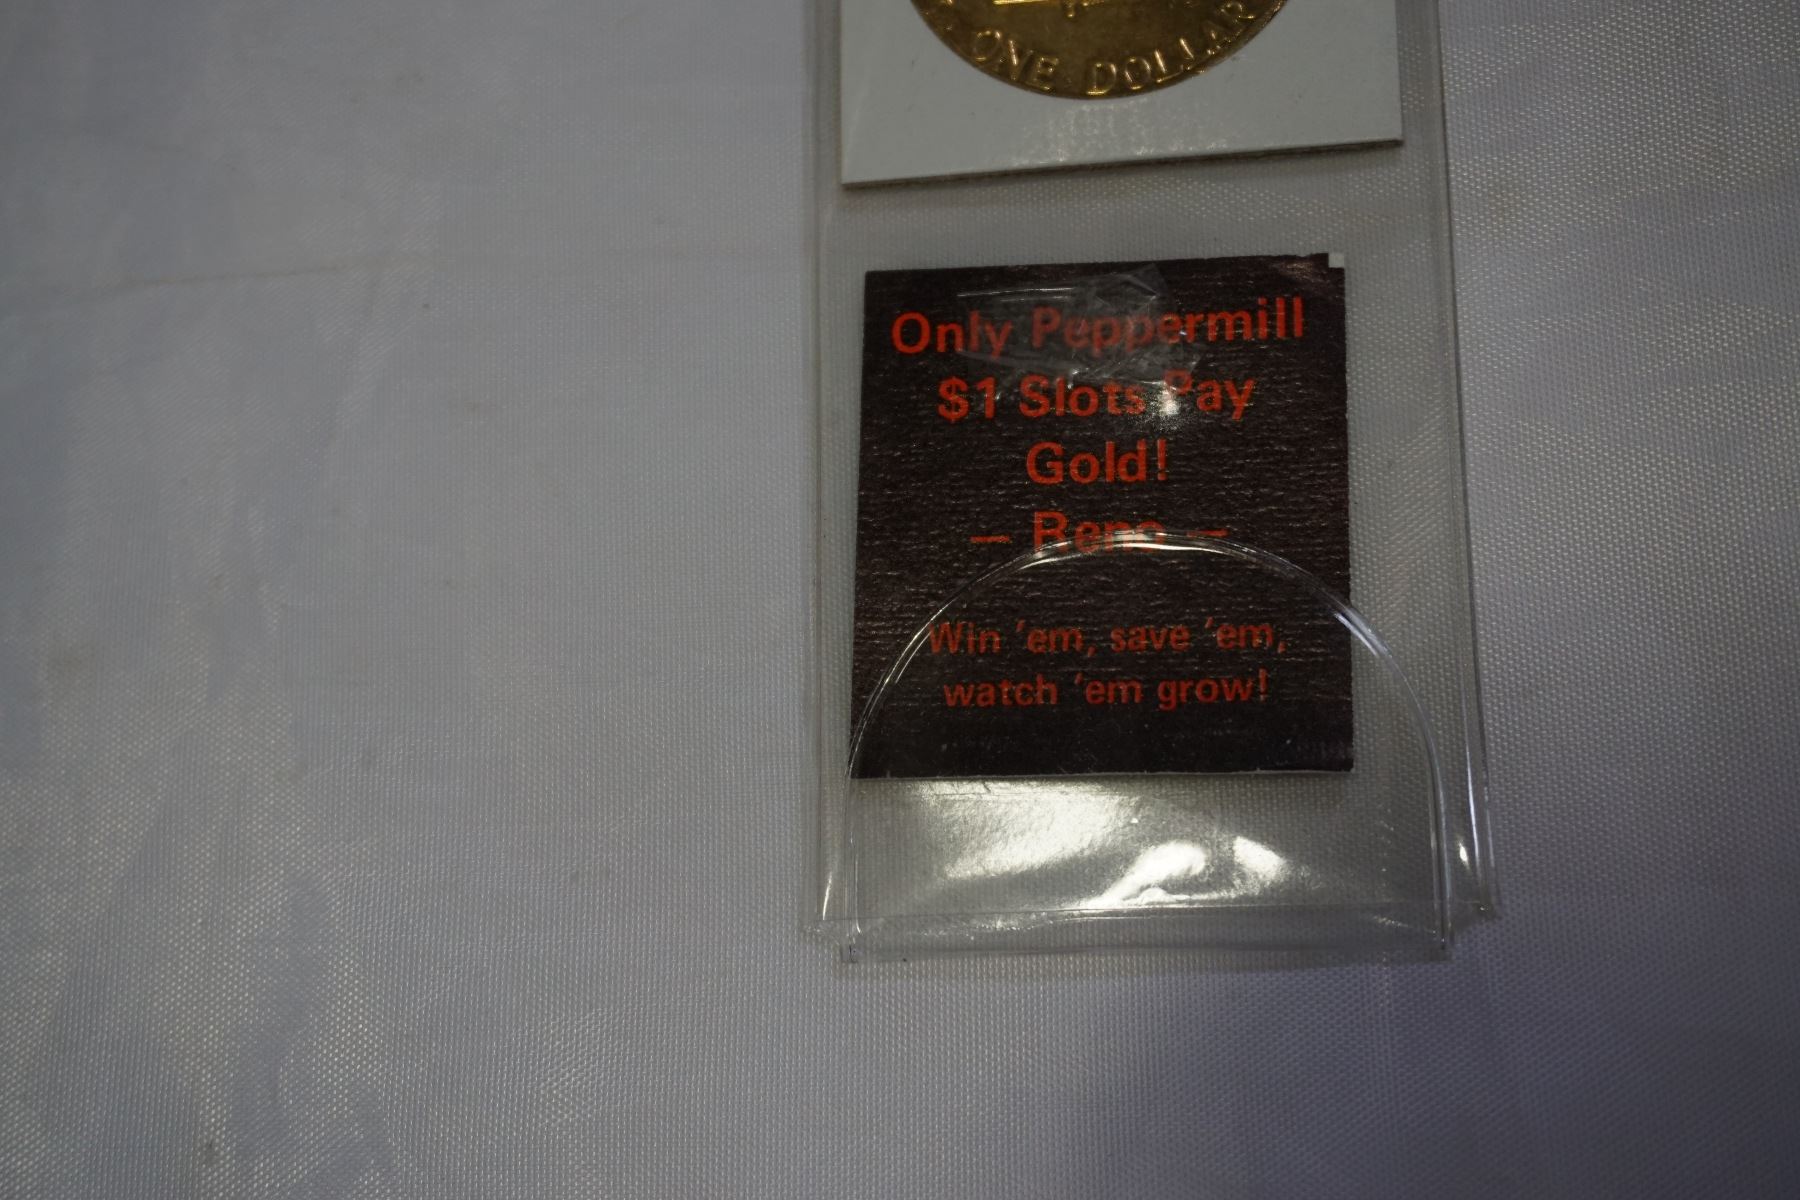 ONE DOLLAR
Only Peppermill
$1 Slots Pay
Gold!
— Reno —
Win 'em, save 'em,
watch 'em grow!